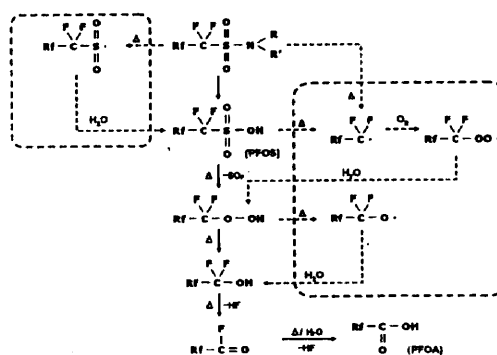 F F O
Rf—C—S· Δ Rf—C—S—N R
O O R'
H₂O
F F O
Rf—C—S—OH Δ Rf—C· O₂ Rf—C—OO·
O
(PFOS)
Δ H₂O
F F
Rf—C—O—OH Δ Rf—C—O·
Δ
F F
Rf—C—OH H₂O
Δ –HF
F
Rf—C=O Δ/H₂O Rf—C—OH
–HF O
(PFOA)